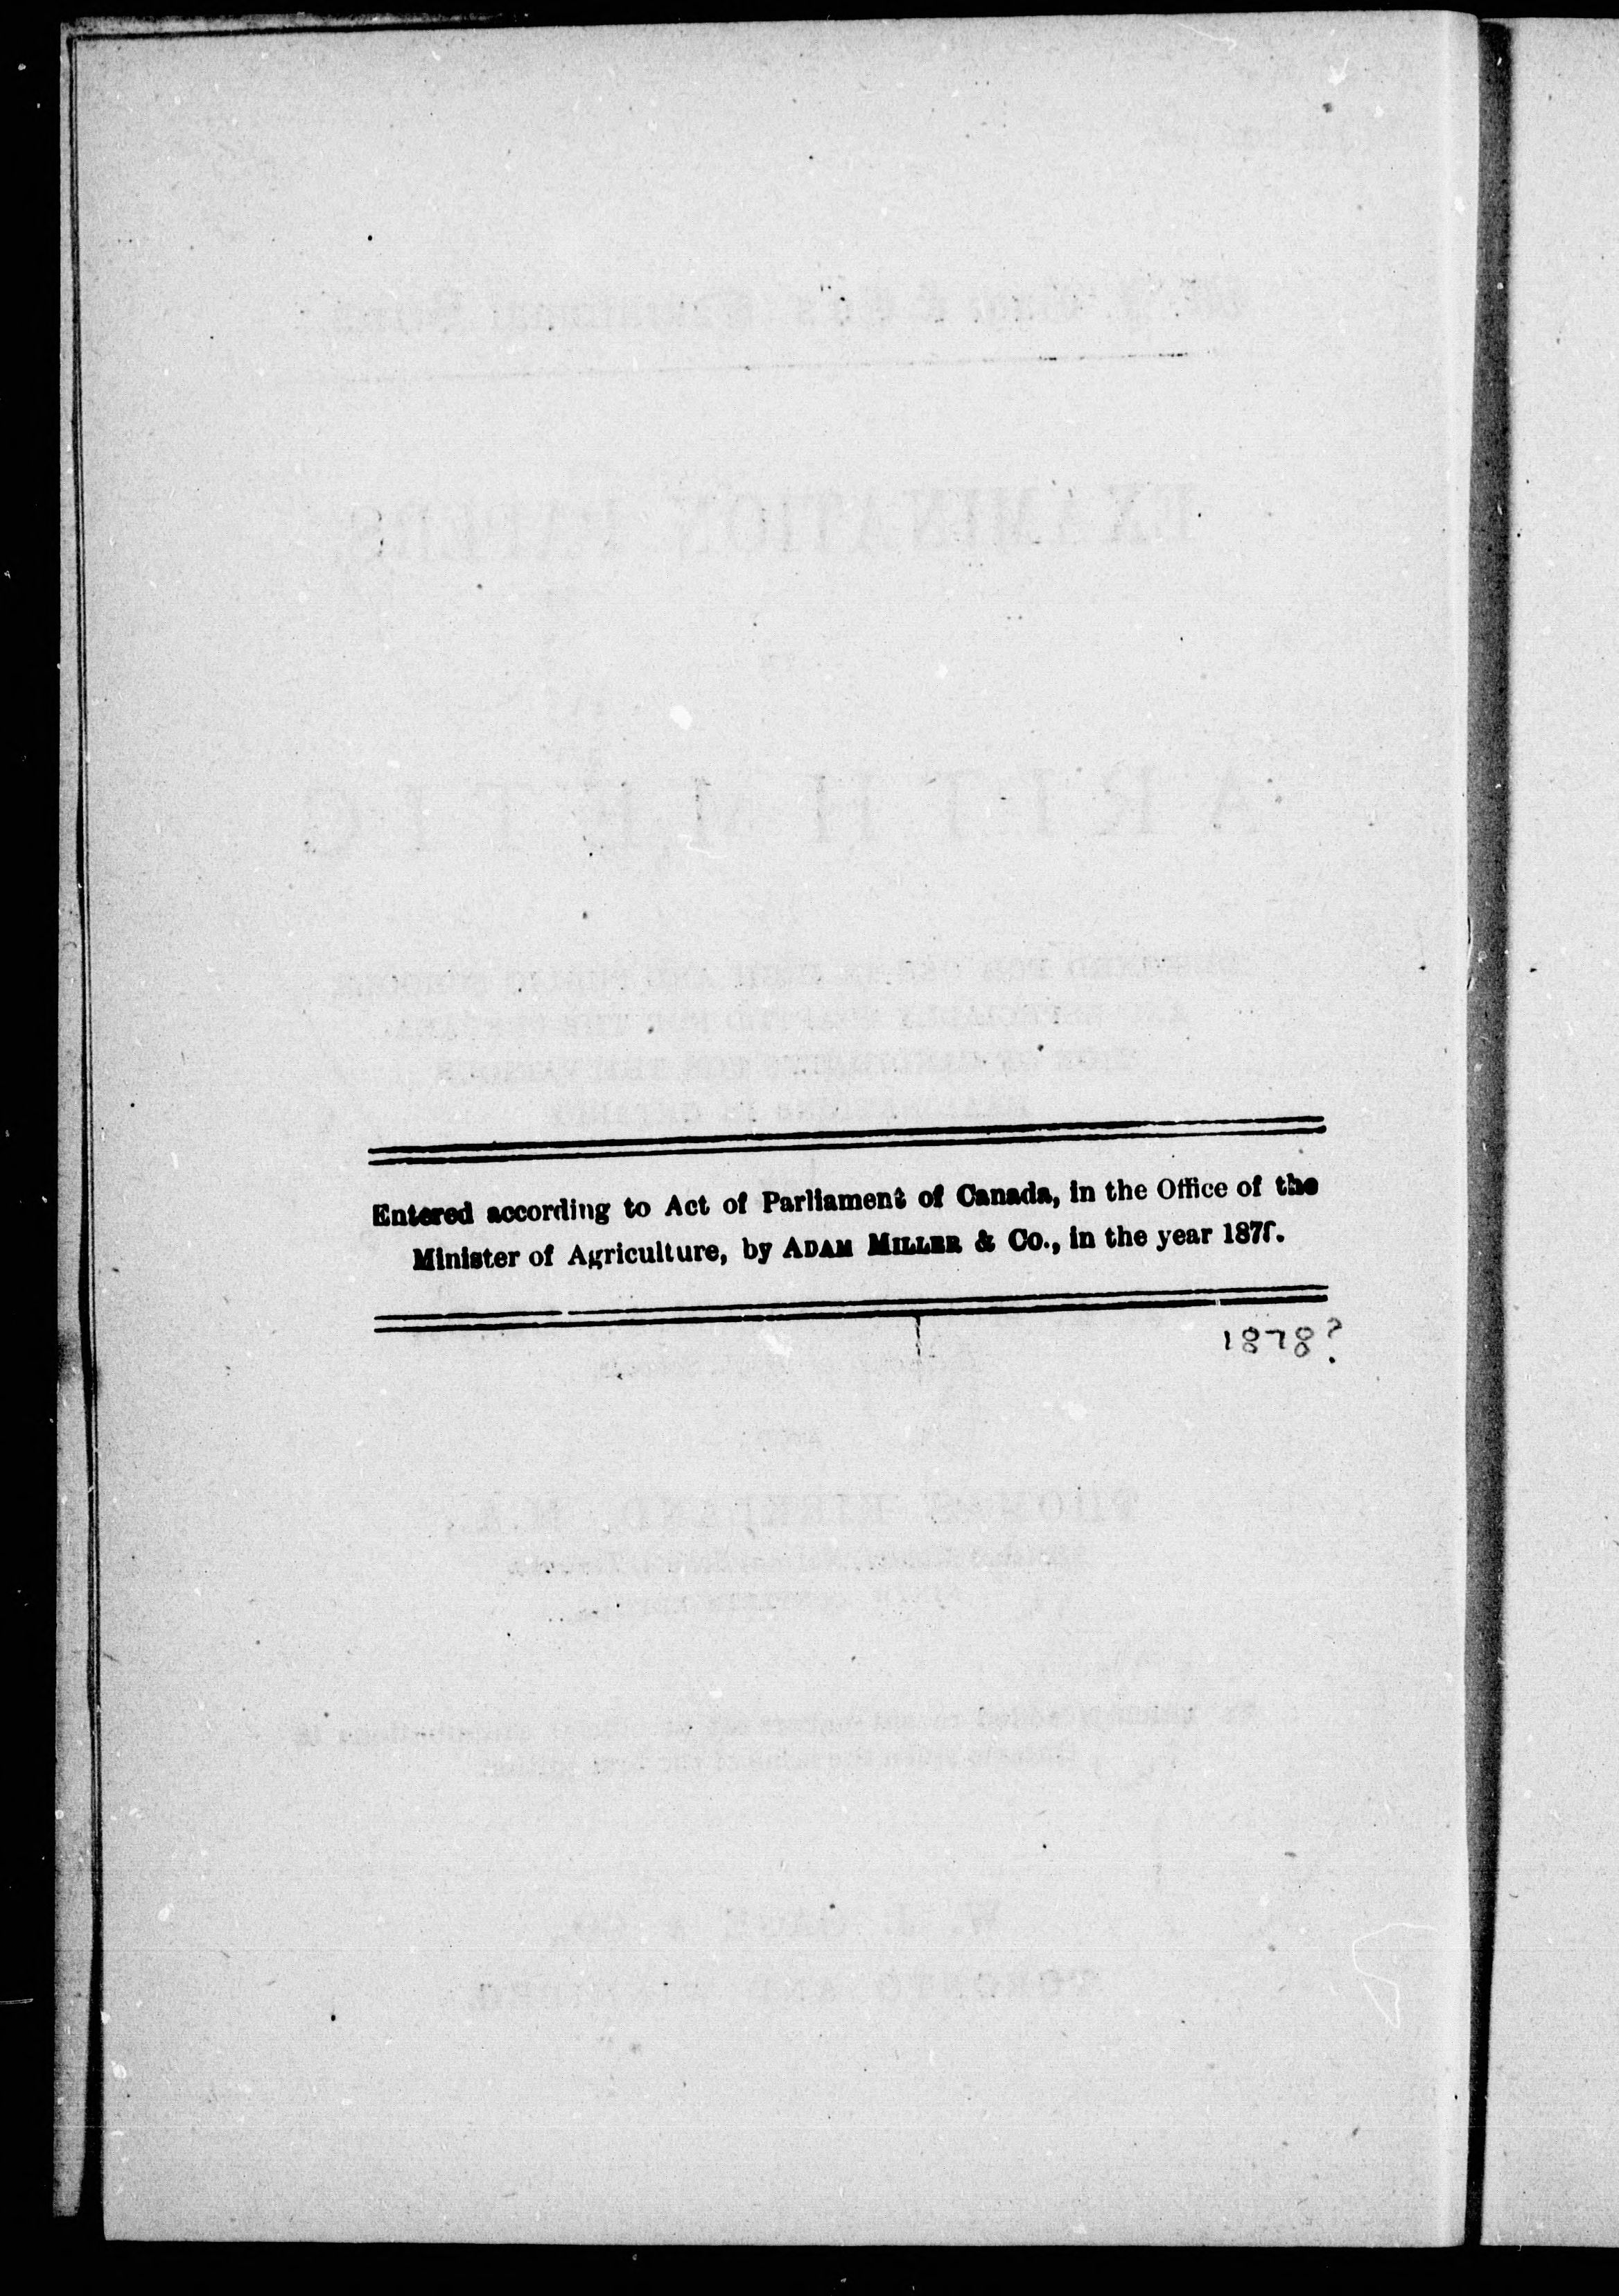 Entered according to Act of Parliament of Canada, in the Office of the
Minister of Agriculture, by ADAM MILLER & Co., in the year 187
1878?